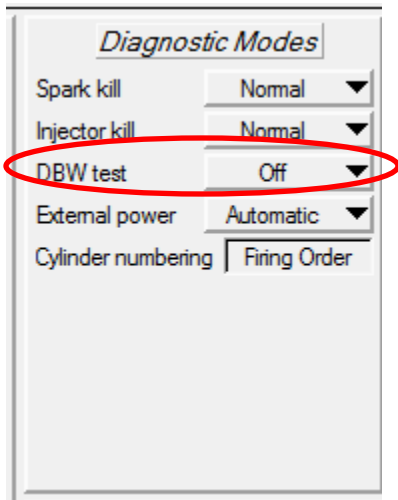 Diagnostic Modes
Spark kill Normal
Injector kill Normal
DBW test Off
External power Automatic
Cylinder numbering Firing Order